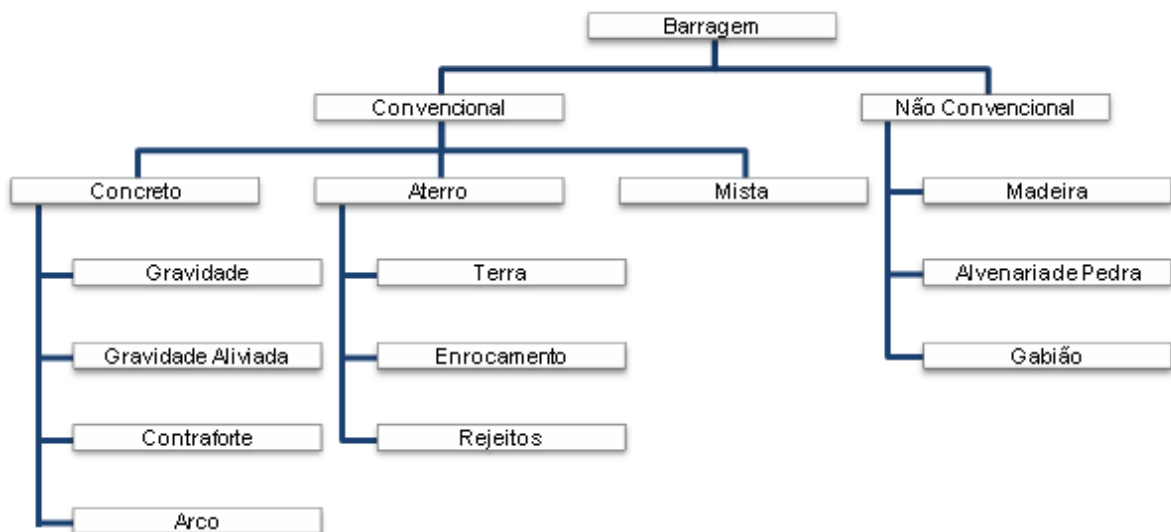 Barragem
Convencional
Não Convencional
Concreto
Aterro
Mista
Madeira
Gravidade
Terra
Alvenaria de Pedra
Gravidade Aliviada
Enrocamento
Gabião
Contraforte
Rejeitos
Arco